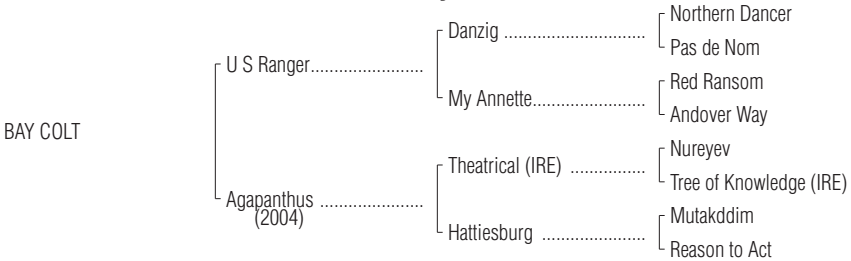 Northern Dancer
Danzig ..............................
Pas de Nom
U S Ranger........................
Red Ransom
My Annette........................
Andover Way
BAY COLT
Nureyev
Theatrical (IRE) ................
Tree of Knowledge (IRE)
Agapanthus ......................
(2004)
Mutakddim
Hattiesburg ......................
Reason to Act